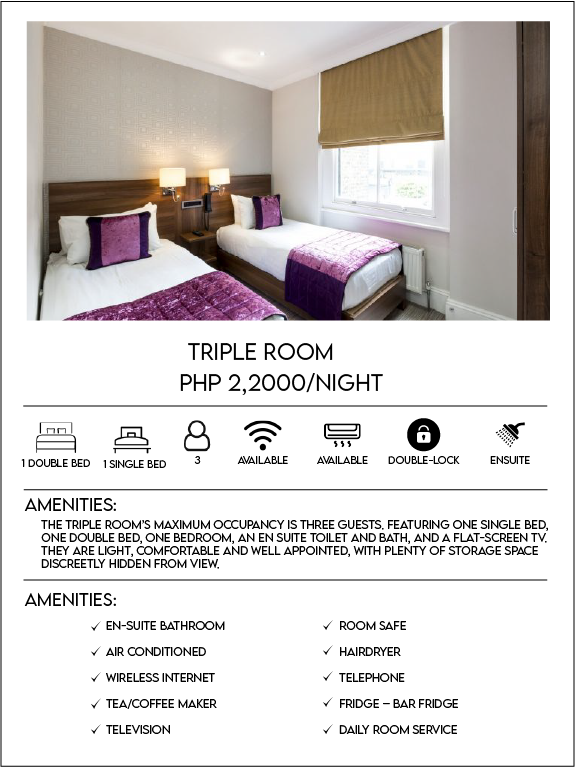 TRIPLE ROOM
PHP 2,2000/NIGHT
1 DOUBLE BED
1 SINGLE BED
3
AVAILABLE
AVAILABLE
DOUBLE-LOCK
ENSUITE
AMENITIES:
THE TRIPLE ROOM'S MAXIMUM OCCUPANCY IS THREE GUESTS. FEATURING ONE SINGLE BED,
ONE DOUBLE BED, ONE BEDROOM, AN EN SUITE TOILET AND BATH, AND A FLAT-SCREEN TV.
THEY ARE LIGHT, COMFORTABLE AND WELL APPOINTED, WITH PLENTY OF STORAGE SPACE
DISCREETLY HIDDEN FROM VIEW.
AMENITIES:
EN-SUITE BATHROOM
AIR CONDITIONED
WIRELESS INTERNET
TEA/COFFEE MAKER
TELEVISION
ROOM SAFE
HAIRDRYER
TELEPHONE
FRIDGE – BAR FRIDGE
DAILY ROOM SERVICE